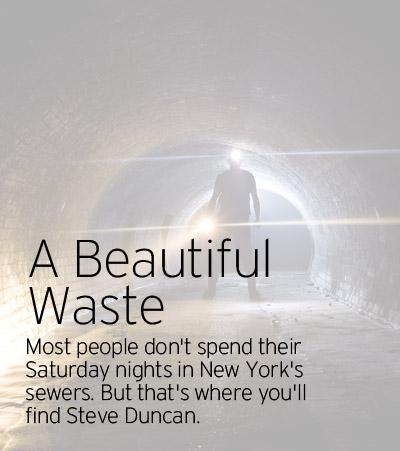 A Beautiful
Waste
Most people don't spend their
Saturday nights in New York's
sewers. But that's where you'll
find Steve Duncan.